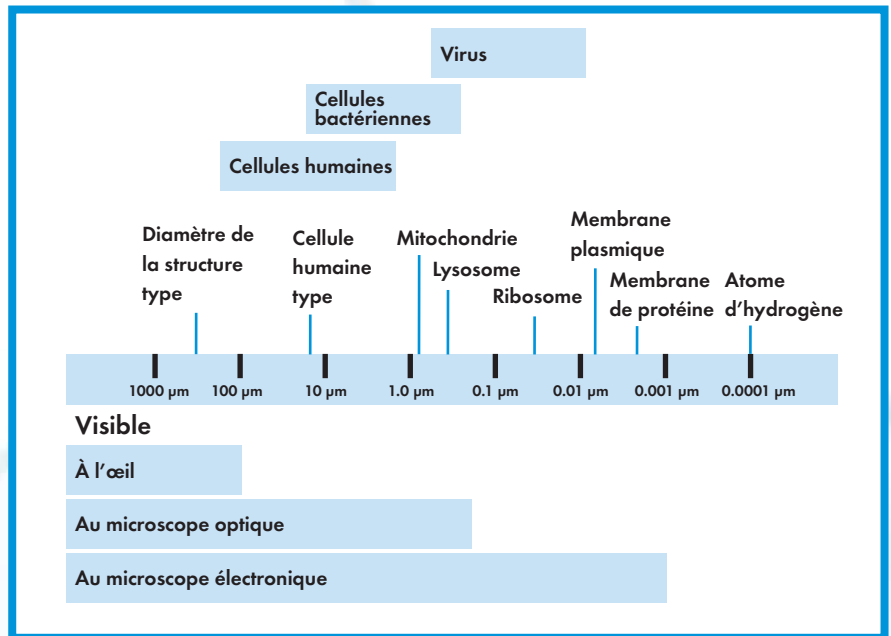 Virus
Cellules
bactériennes
Cellules humaines
Diamètre de
la structure
type
Cellule
humaine
type
Mitochondrie
Lysosome
Ribosome
Membrane
plasmique
Membrane
de protéine
Atome
d'hydrogène
1000 µm 100 µm 10 µm 1.0 µm 0.1 µm 0.01 µm 0.001 µm 0.0001 µm
Visible
À l'œil
Au microscope optique
Au microscope électronique